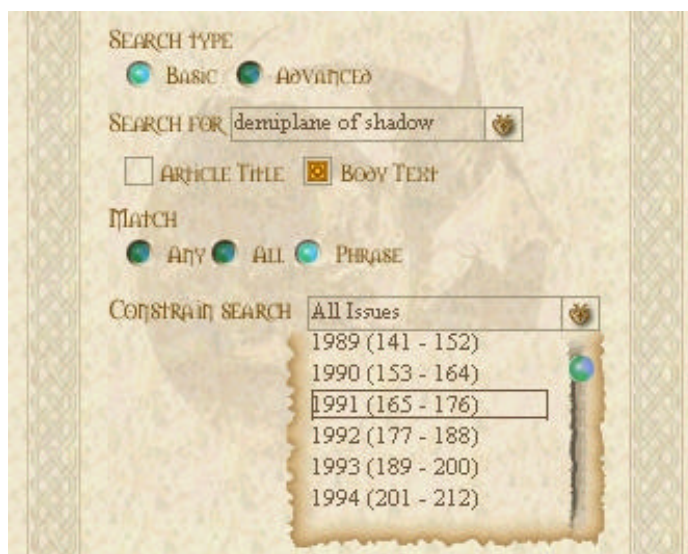 Search type
Basic Advanced
Search for demiplane of shadow
Article Title Body Text
Match
Any All Phrase
Constrain search All Issues
1989 (141 - 152)
1990 (153 - 164)
1991 (165 - 176)
1992 (177 - 188)
1993 (189 - 200)
1994 (201 - 212)